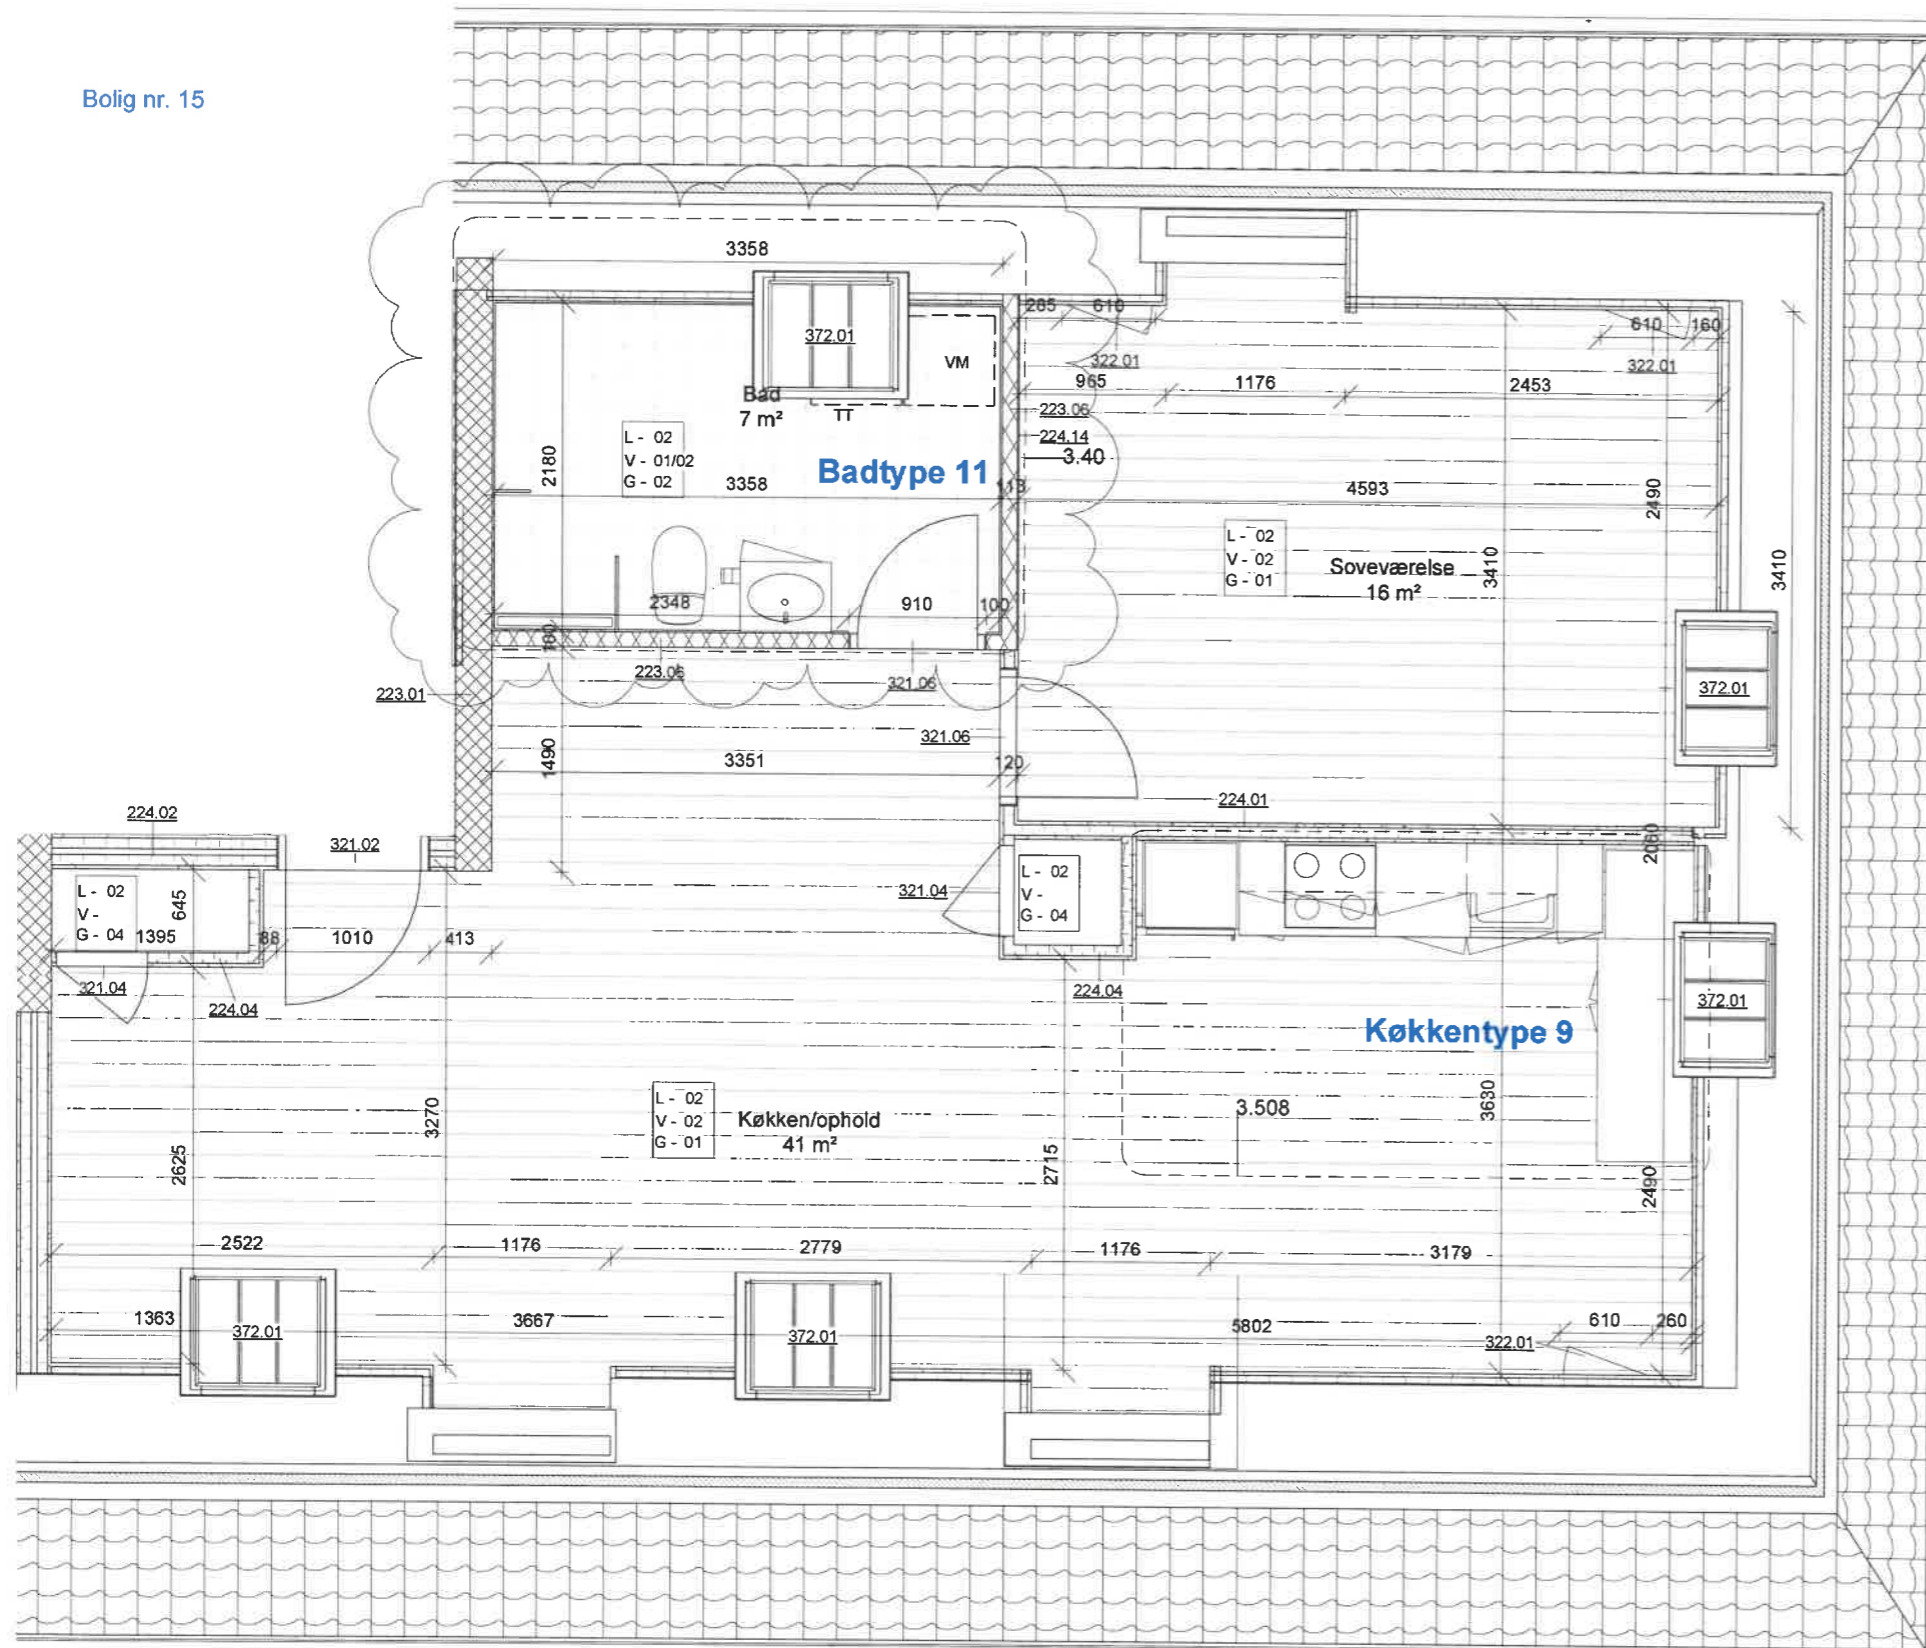 Bolig nr. 15
3358
285
610
610
160
372.01
VM
322.01
322.01
965
1176
2453
Bad
7 m²
TT
223.06
224.14
3.40
L - 02
V - 01/02
G - 02
2180
3358
Badtype 11
113
4593
2490
L - 02
V - 02
G - 01
Soveværelse
16 m²
3410
3410
2348
910
100
180
223.06
321.06
223.01
372.01
321.06
1490
3351
120
224.01
224.02
321.02
2060
L - 02
V -
G - 04
645
1395
88
1010
413
321.04
L - 02
V -
G - 04
321.04
224.04
224.04
372.01
Køkkentype 9
L - 02
V - 02
G - 01
Køkken/ophold
41 m²
3.508
3630
3270
2625
2715
2490
2522
1176
2779
1176
3179
1363
372.01
3667
372.01
5802
322.01
610
260